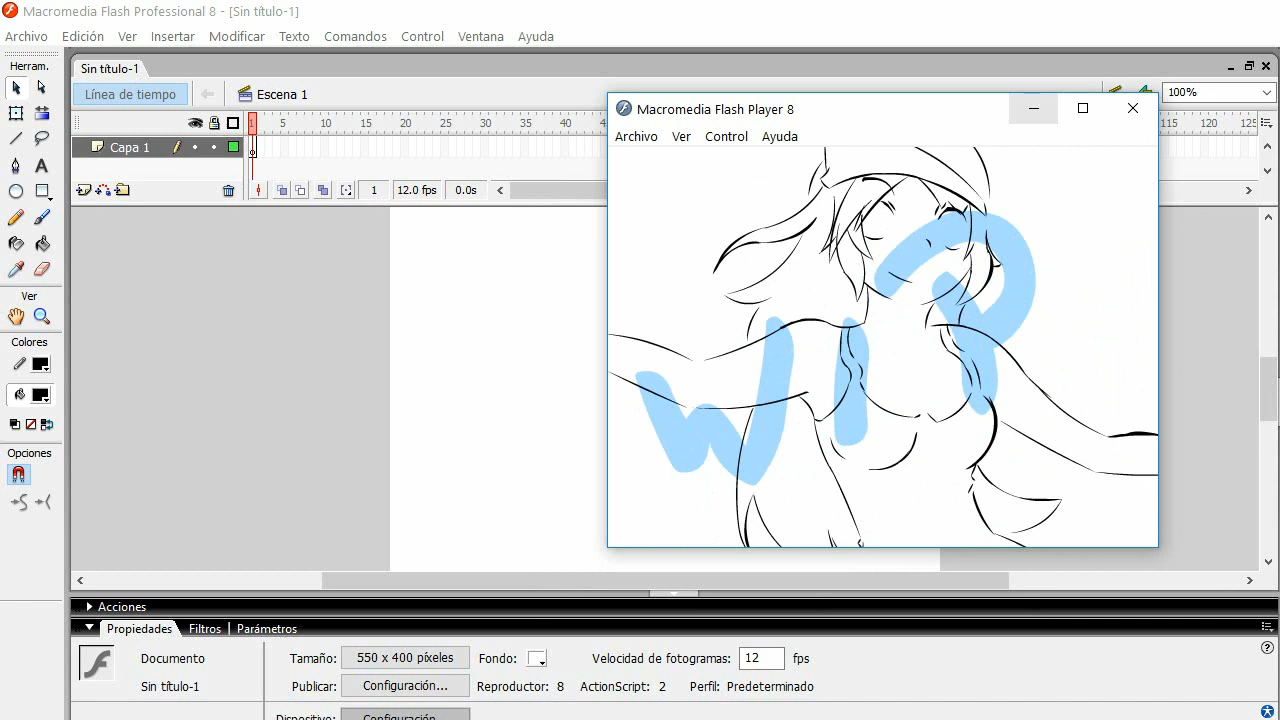 Macromedia Flash Professional 8 - [Sin título-1]
Archivo Edición Ver Insertar Modificar Texto Comandos Control Ventana Ayuda
Herram.
Sin título-1
Línea de tiempo
Escena 1
100%
1 5 10 15 20 25 30 35 40 115 120 125
Capa 1
1 12.0 fps 0.0s
Macromedia Flash Player 8
Archivo Ver Control Ayuda
WIP
Ver
Colores
Opciones
Acciones
Propiedades Filtros Parámetros
Documento
Sin título-1
Tamaño: 550 x 400 píxeles Fondo: Velocidad de fotogramas: 12 fps
Publicar: Configuración... Reproductor: 8 ActionScript: 2 Perfil: Predeterminado
Dispositivo: Configuración